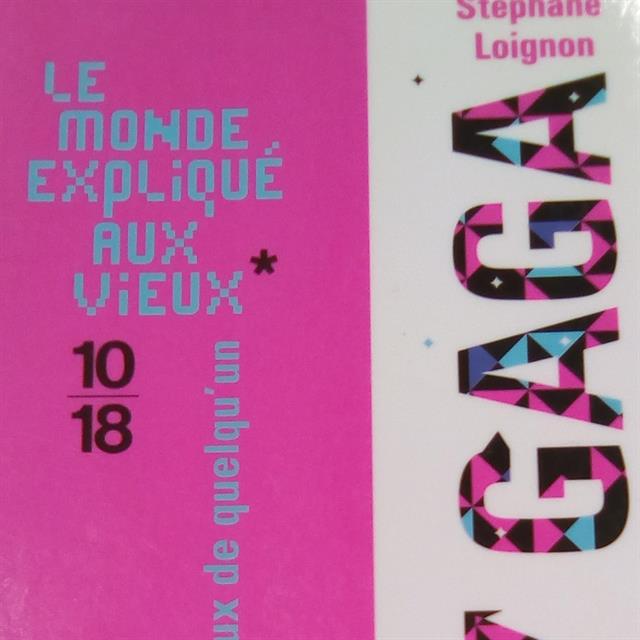 LE
MONDE
EXPLIQUÉ
AUX
VIEUX*
10
18
ux de quelqu'un
Stéphane
Loignon
GAGA